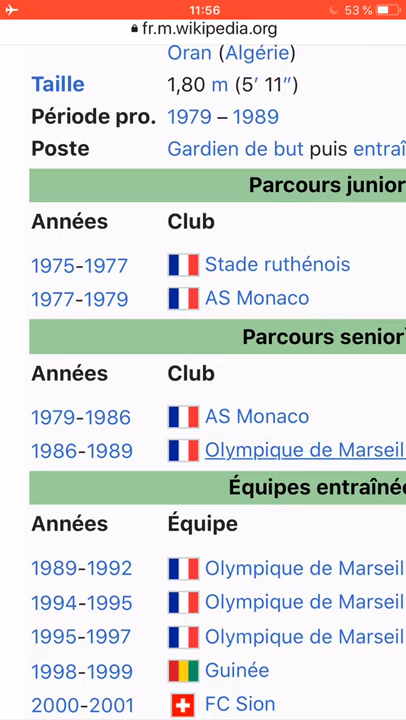 11:56
53 %
fr.m.wikipedia.org
Oran (Algérie)
Taille 1,80 m (5′ 11″)
Période pro. 1979 – 1989
Poste Gardien de but puis entraî
Parcours junior
Années Club
1975-1977 Stade ruthénois
1977-1979 AS Monaco
Parcours senior
Années Club
1979-1986 AS Monaco
1986-1989 Olympique de Marseil
Équipes entraîné
Années Équipe
1989-1992 Olympique de Marseil
1994-1995 Olympique de Marseil
1995-1997 Olympique de Marseil
1998-1999 Guinée
2000-2001 FC Sion